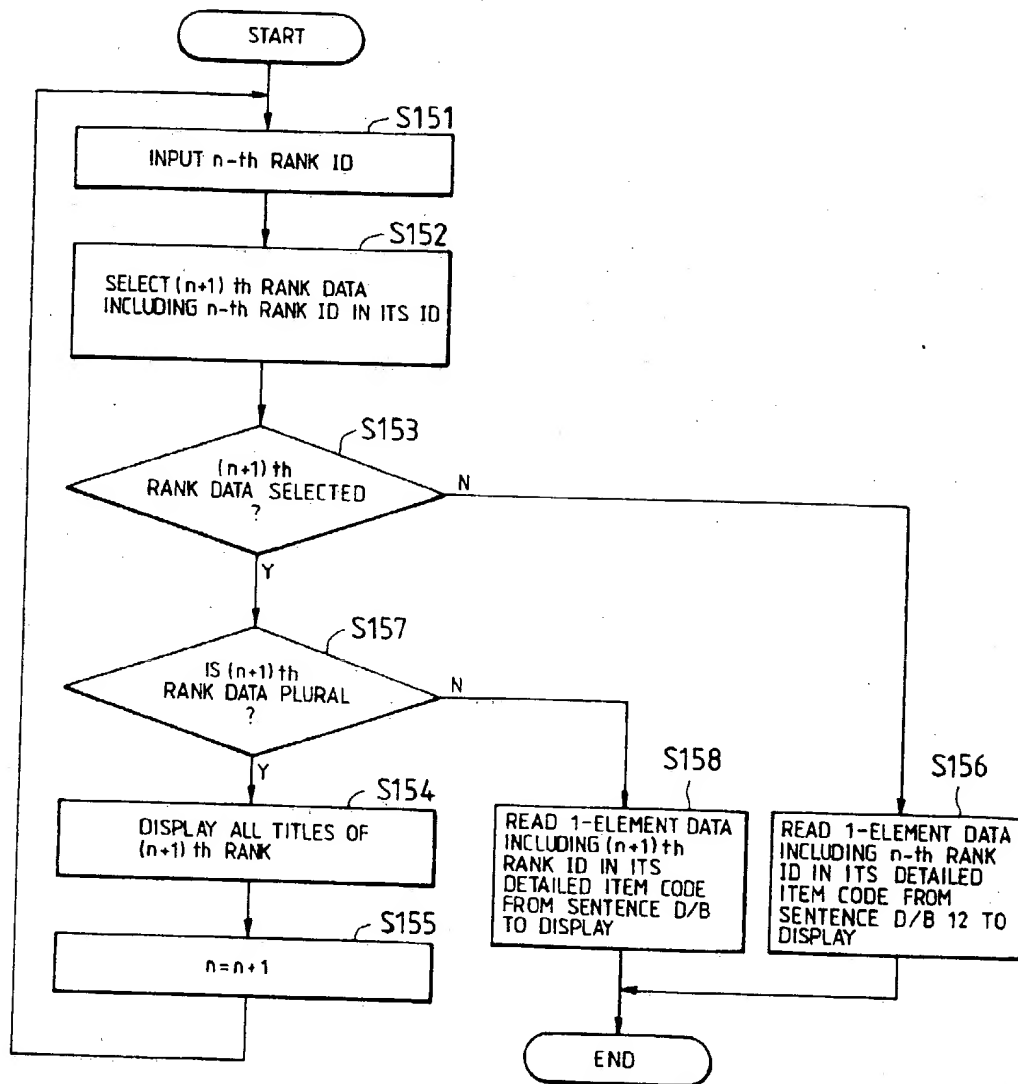 START
S151
INPUT n-th RANK ID
S152
SELECT (n+1) th RANK DATA
INCLUDING n-th RANK ID IN ITS ID
S153
(n+1) th
RANK DATA SELECTED
?
N
Y
S157
IS (n+1) th
RANK DATA PLURAL
?
N
Y
S154
DISPLAY ALL TITLES OF
(n+1) th RANK
S155
n=n+1
S158
READ 1-ELEMENT DATA
INCLUDING (n+1) th
RANK ID IN ITS
DETAILED ITEM CODE
FROM SENTENCE D/B
TO DISPLAY
S156
READ 1-ELEMENT DATA
INCLUDING n-th RANK
ID IN ITS DETAILED
ITEM CODE FROM
SENTENCE D/B 12 TO
DISPLAY
END